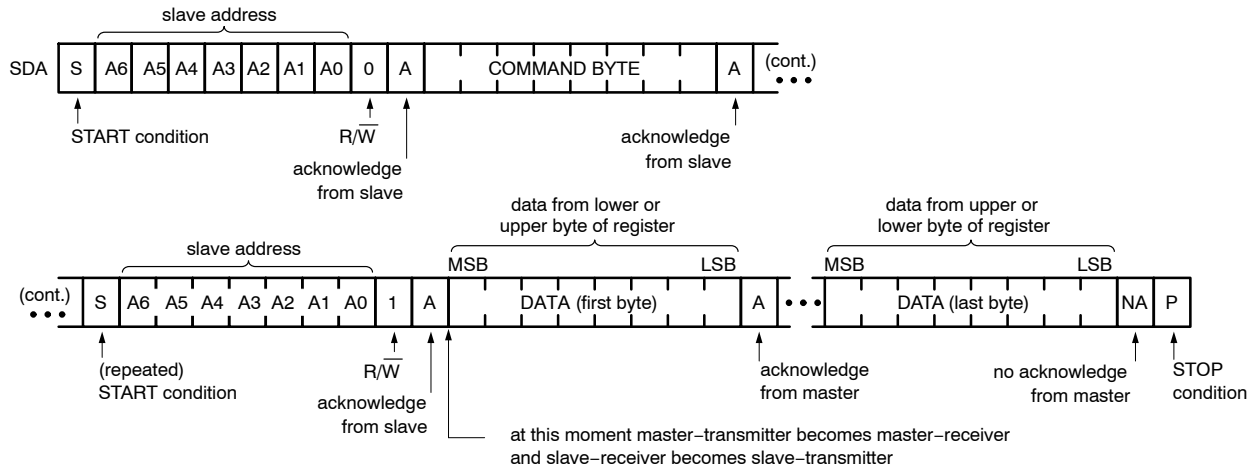 slave address
SDA S A6 A5 A4 A3 A2 A1 A0 0 A COMMAND BYTE A (cont.)
START condition
R/W
acknowledge
from slave
acknowledge
from slave
data from lower or
upper byte of register
data from upper or
lower byte of register
slave address
MSB LSB MSB LSB
(cont.) S A6 A5 A4 A3 A2 A1 A0 1 A DATA (first byte) A DATA (last byte) NA P
(repeated)
START condition
R/W
acknowledge
from slave
acknowledge
from master
no acknowledge
from master
STOP
condition
at this moment master−transmitter becomes master−receiver
and slave−receiver becomes slave−transmitter